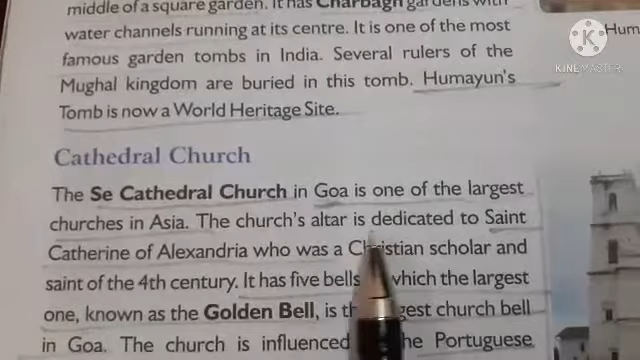 middle of a square garden. It has Charbagh gardens with
water channels running at its centre. It is one of the most
famous garden tombs in India. Several rulers of the
Mughal kingdom are buried in this tomb. Humayun's
Tomb is now a World Heritage Site.
Cathedral Church
The Se Cathedral Church in Goa is one of the largest
churches in Asia. The church's altar is dedicated to Saint
Catherine of Alexandria who was a Christian scholar and
saint of the 4th century. It has five bells which the largest
one, known as the Golden Bell, is gest church bell
in Goa. The church is influenced he Portuguese
Hum
KINEMASTER